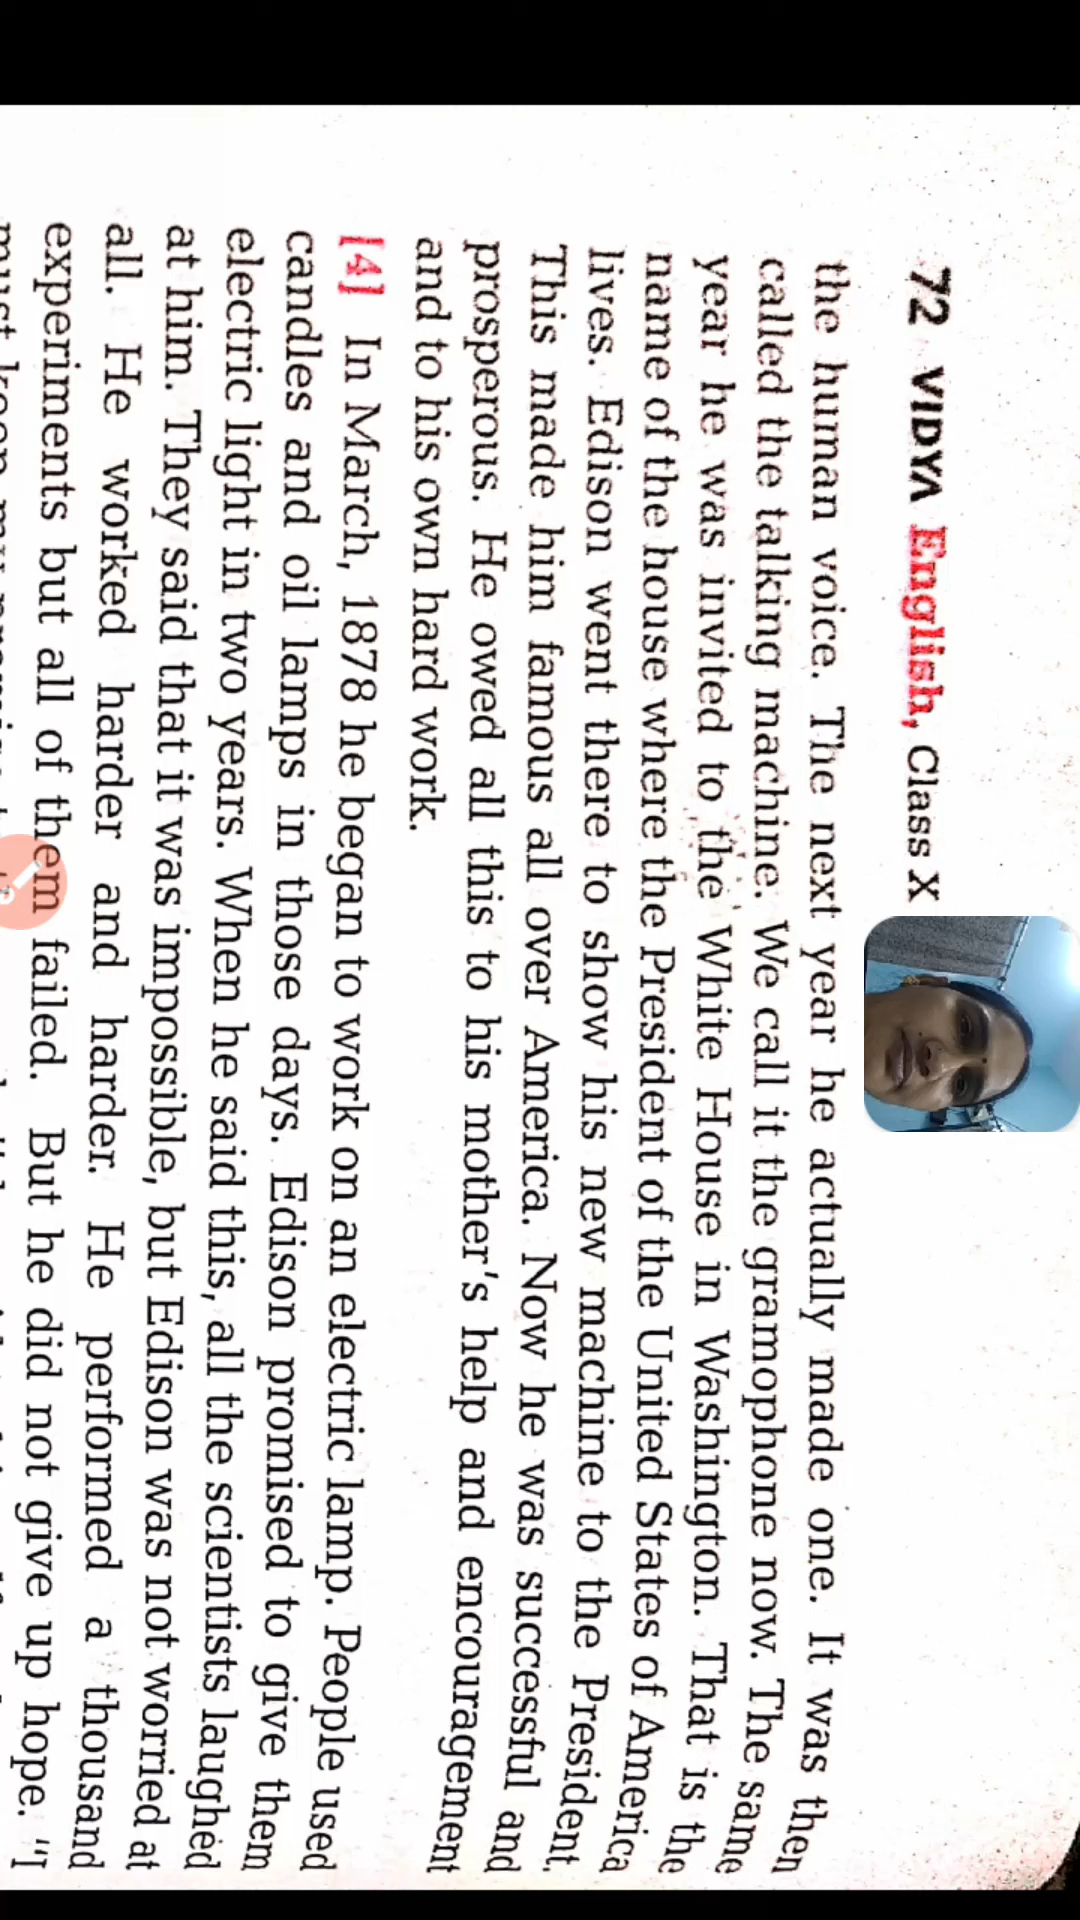 72 VIDYA English, Class X
the human voice. The next year he actually made one. It was then
called the talking machine. We call it the gramophone now. The same
year he was invited to the White House in Washington. That is the
name of the house where the President of the United States of America
lives. Edison went there to show his new machine to the President.
This made him famous all over America. Now he was successful and
prosperous. He owed all this to his mother's help and encouragement
and to his own hard work.
[4] In March, 1878 he began to work on an electric lamp. People used
candles and oil lamps in those days. Edison promised to give them
electric light in two years. When he said this, all the scientists laughed
at him. They said that it was impossible, but Edison was not worried at
all. He worked harder and harder. He performed a thousand
experiments but all of them failed. But he did not give up hope. "I
must keep my